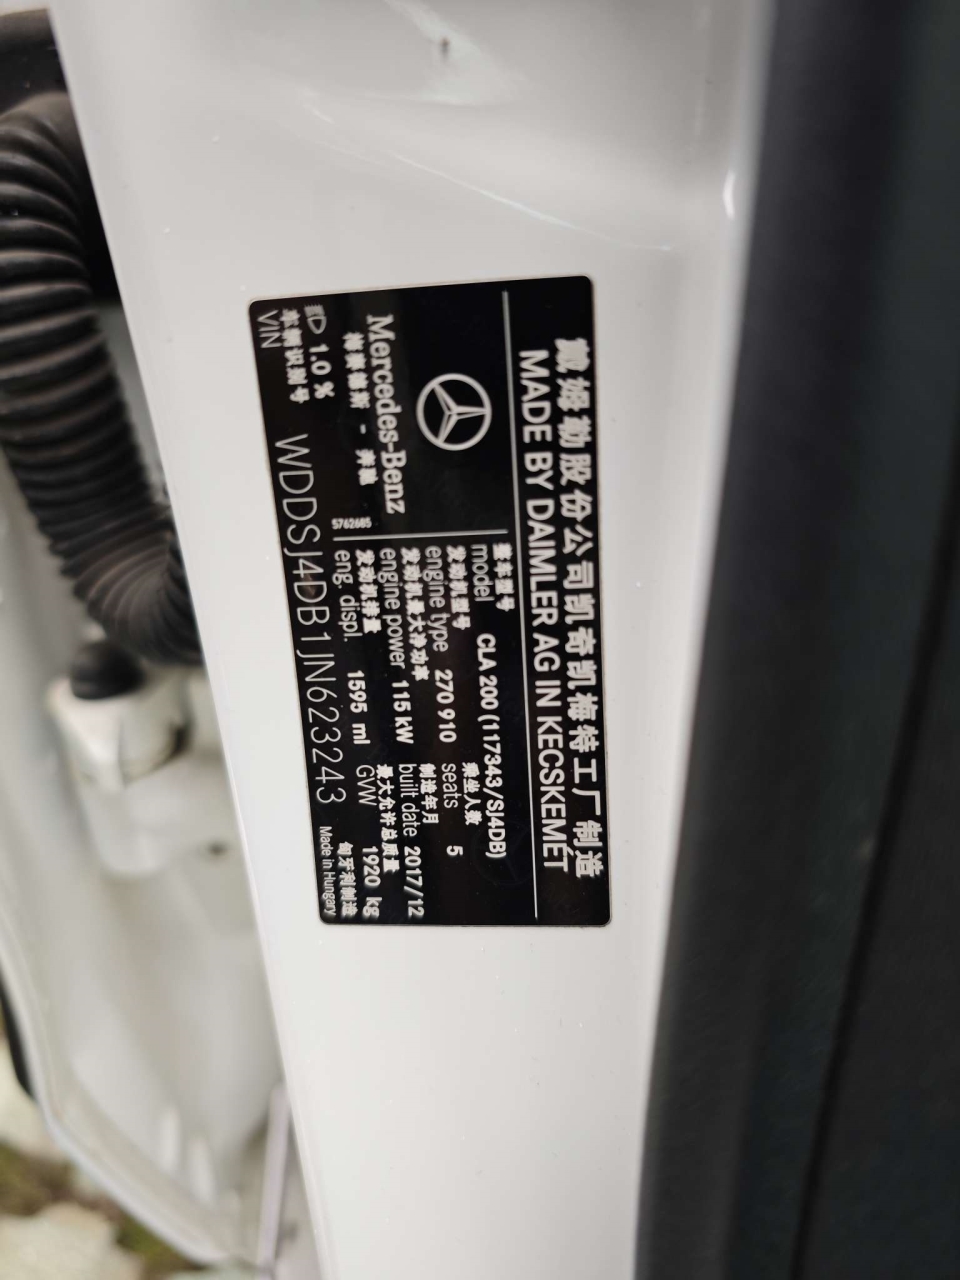 戴姆勒股份公司凯奇凯梅特工厂制造
MADE BY DAIMLER AG IN KECSKEMÉT
Mercedes-Benz
梅赛德斯 - 奔驰
5762685
整车型号
model CLA 200 (117343/SJ4DB)
发动机型号 乘坐人数
engine type 270 910 seats 5
发动机最大净功率 制造年月
engine power 115 kW built date 2017/12
发动机排量 最大允许总质量
eng. displ. 1595 ml GVW 1920 kg
1.0 %
车辆识别号
VIN WDDSJ4DB1JN623243
匈牙利制造
Made in Hungary